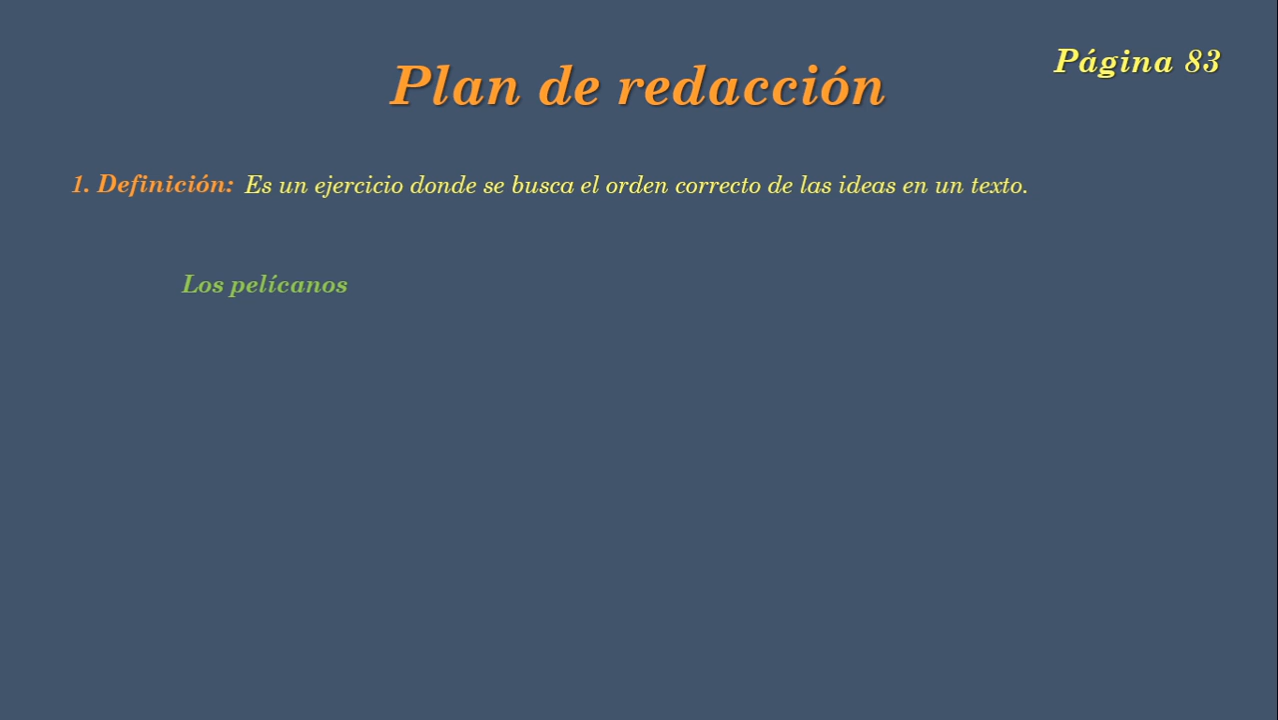 Página 83
Plan de redacción
1. Definición: Es un ejercicio donde se busca el orden correcto de las ideas en un texto.
Los pelícanos